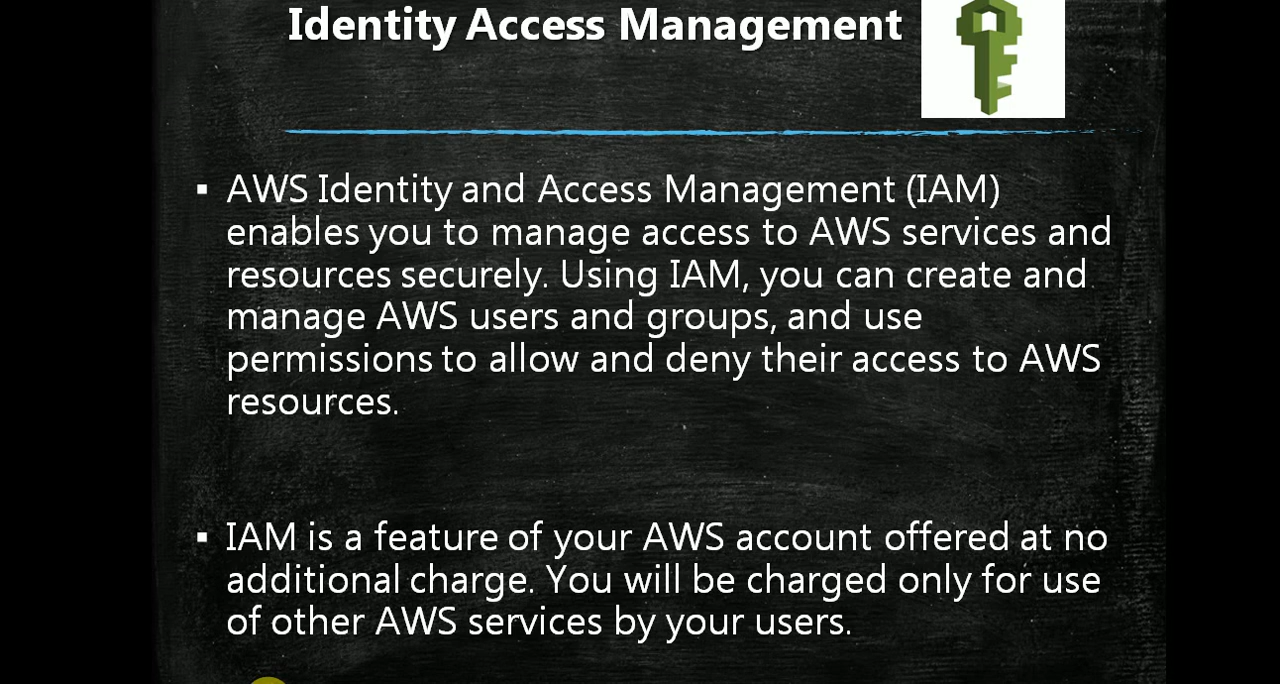 Identity Access Management
▪ AWS Identity and Access Management (IAM)
enables you to manage access to AWS services and
resources securely. Using IAM, you can create and
manage AWS users and groups, and use
permissions to allow and deny their access to AWS
resources.
▪ IAM is a feature of your AWS account offered at no
additional charge. You will be charged only for use
of other AWS services by your users.